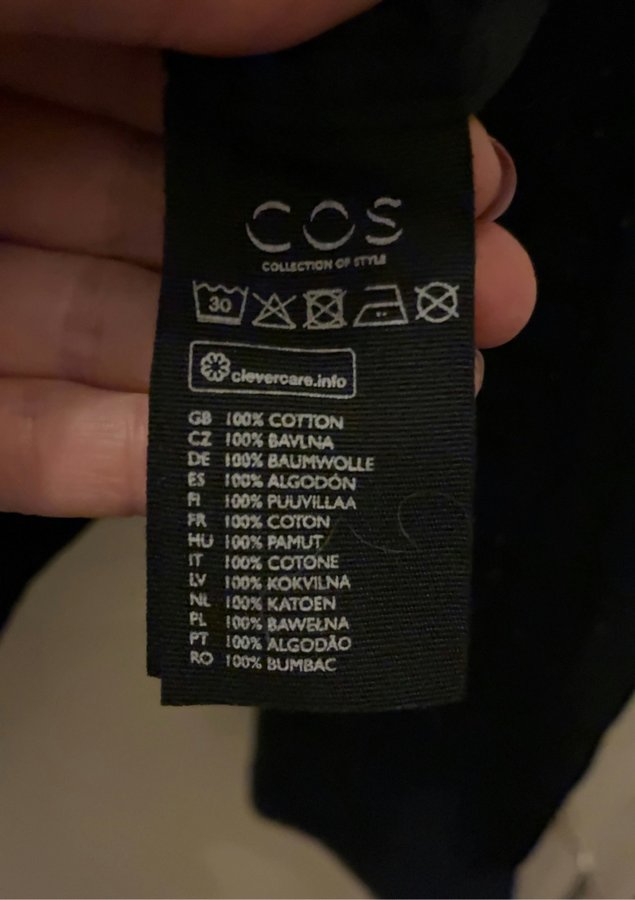 COS
COLLECTION OF STYLE
30
clevercare.info
GB 100% COTTON
CZ 100% BAVLNA
DE 100% BAUMWOLLE
ES 100% ALGODÓN
FI 100% PUUVILLAA
FR 100% COTON
HU 100% PAMUT
IT 100% COTONE
LV 100% KOKVILNA
NL 100% KATOEN
PL 100% BAWEŁNA
PT 100% ALGODÃO
RO 100% BUMBAC